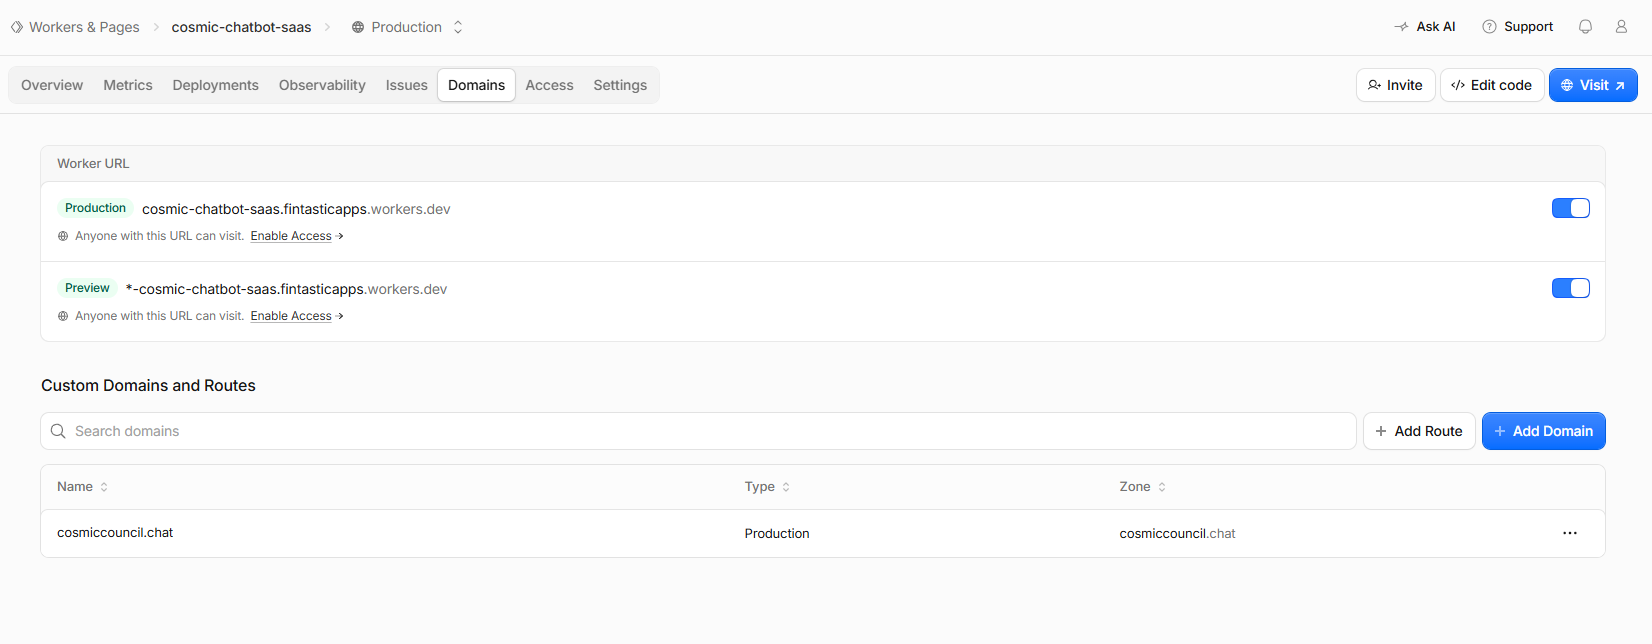 Workers & Pages > cosmic-chatbot-saas > Production
Ask AI Support
Overview Metrics Deployments Observability Issues Domains Access Settings
Invite Edit code Visit
Worker URL
Production cosmic-chatbot-saas.fintasticapps.workers.dev
Anyone with this URL can visit. Enable Access →
Preview *-cosmic-chatbot-saas.fintasticapps.workers.dev
Anyone with this URL can visit. Enable Access →
Custom Domains and Routes
Search domains
+ Add Route + Add Domain
Name Type Zone
cosmiccouncil.chat Production cosmiccouncil.chat